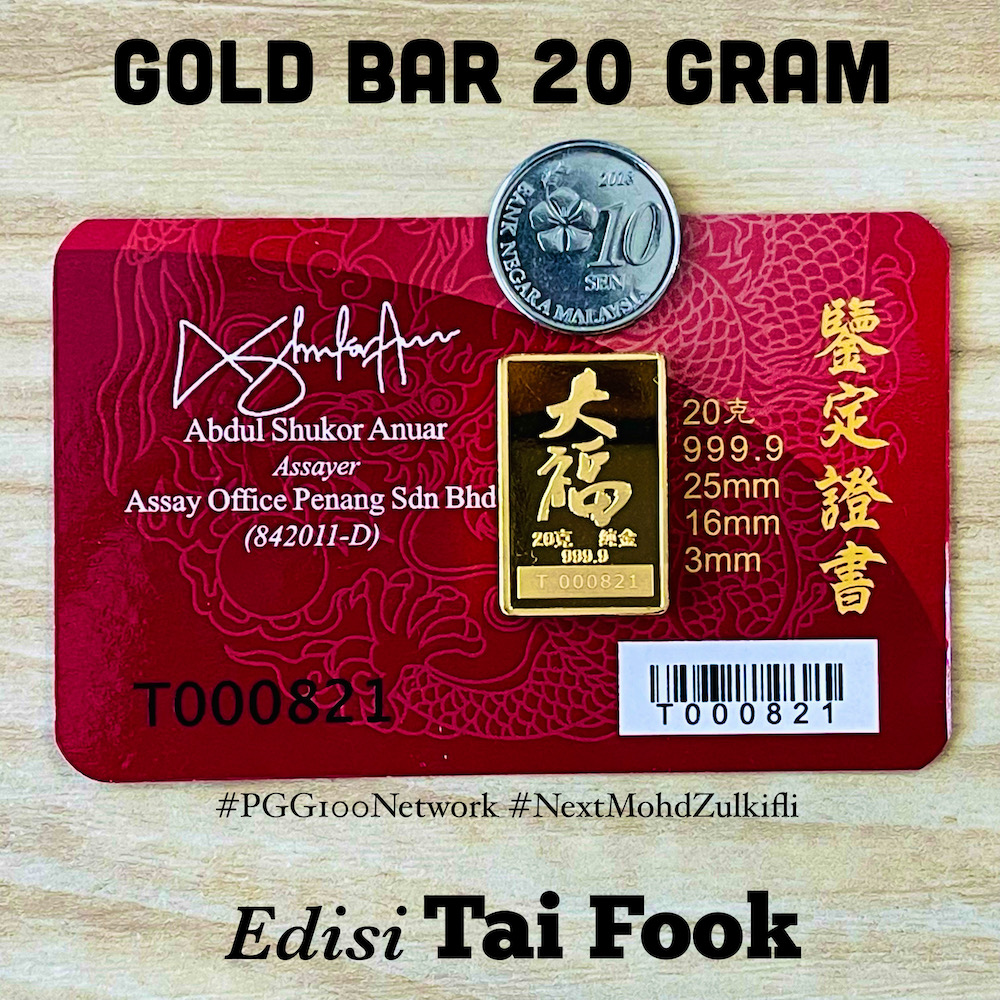 GOLD BAR 20 GRAM
2018
10
SEN
BANK NEGARA MALAYSIA
Abdul Shukor Anuar
Assayer
Assay Office Penang Sdn Bhd
(842011-D)
大福
20克 純金
999.9
T 000821
20克
999.9
25mm
16mm
3mm
鑒定證書
T000821
T000821
#PGG100Network #NextMohdZulkifli
Edisi Tai Fook